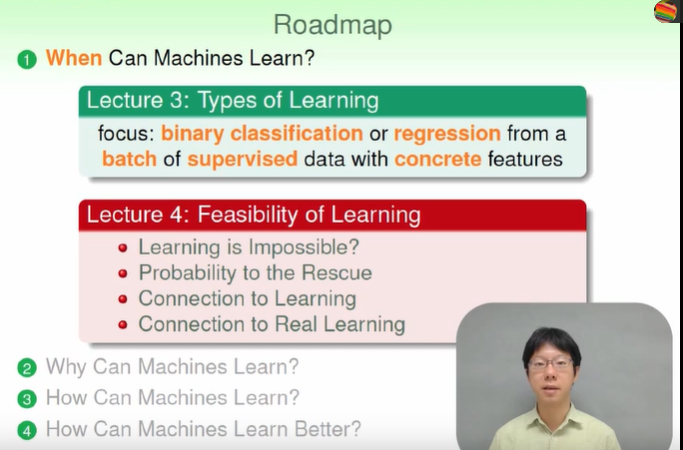 Roadmap
1 When Can Machines Learn?
Lecture 3: Types of Learning
focus: binary classification or regression from a
batch of supervised data with concrete features
Lecture 4: Feasibility of Learning
Learning is Impossible?
Probability to the Rescue
Connection to Learning
Connection to Real Learning
2 Why Can Machines Learn?
3 How Can Machines Learn?
4 How Can Machines Learn Better?